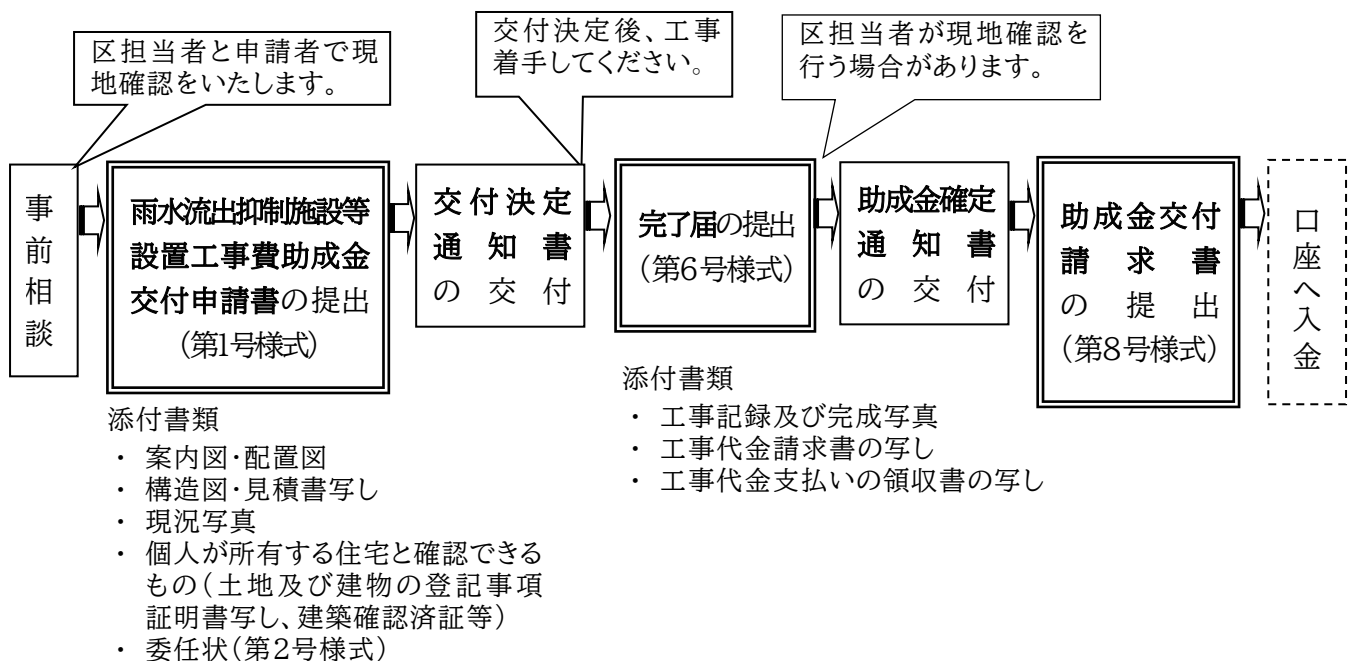 区担当者と申請者で現
地確認をいたします。
交付決定後、工事
着手してください。
区担当者が現地確認を
行う場合があります。
事前相談
雨水流出抑制施設等
設置工事費助成金
交付申請書の提出
(第1号様式)
交付決定
通知書
の交付
完了届の提出
(第6号様式)
助成金確定
通知書
の交付
助成金交付
請求書
の提出
(第8号様式)
口座へ入金
添付書類
・ 案内図・配置図
・ 構造図・見積書写し
・ 現況写真
・ 個人が所有する住宅と確認できる
もの(土地及び建物の登記事項
証明書写し、建築確認済証等)
・ 委任状(第2号様式)
添付書類
・ 工事記録及び完成写真
・ 工事代金請求書の写し
・ 工事代金支払いの領収書の写し